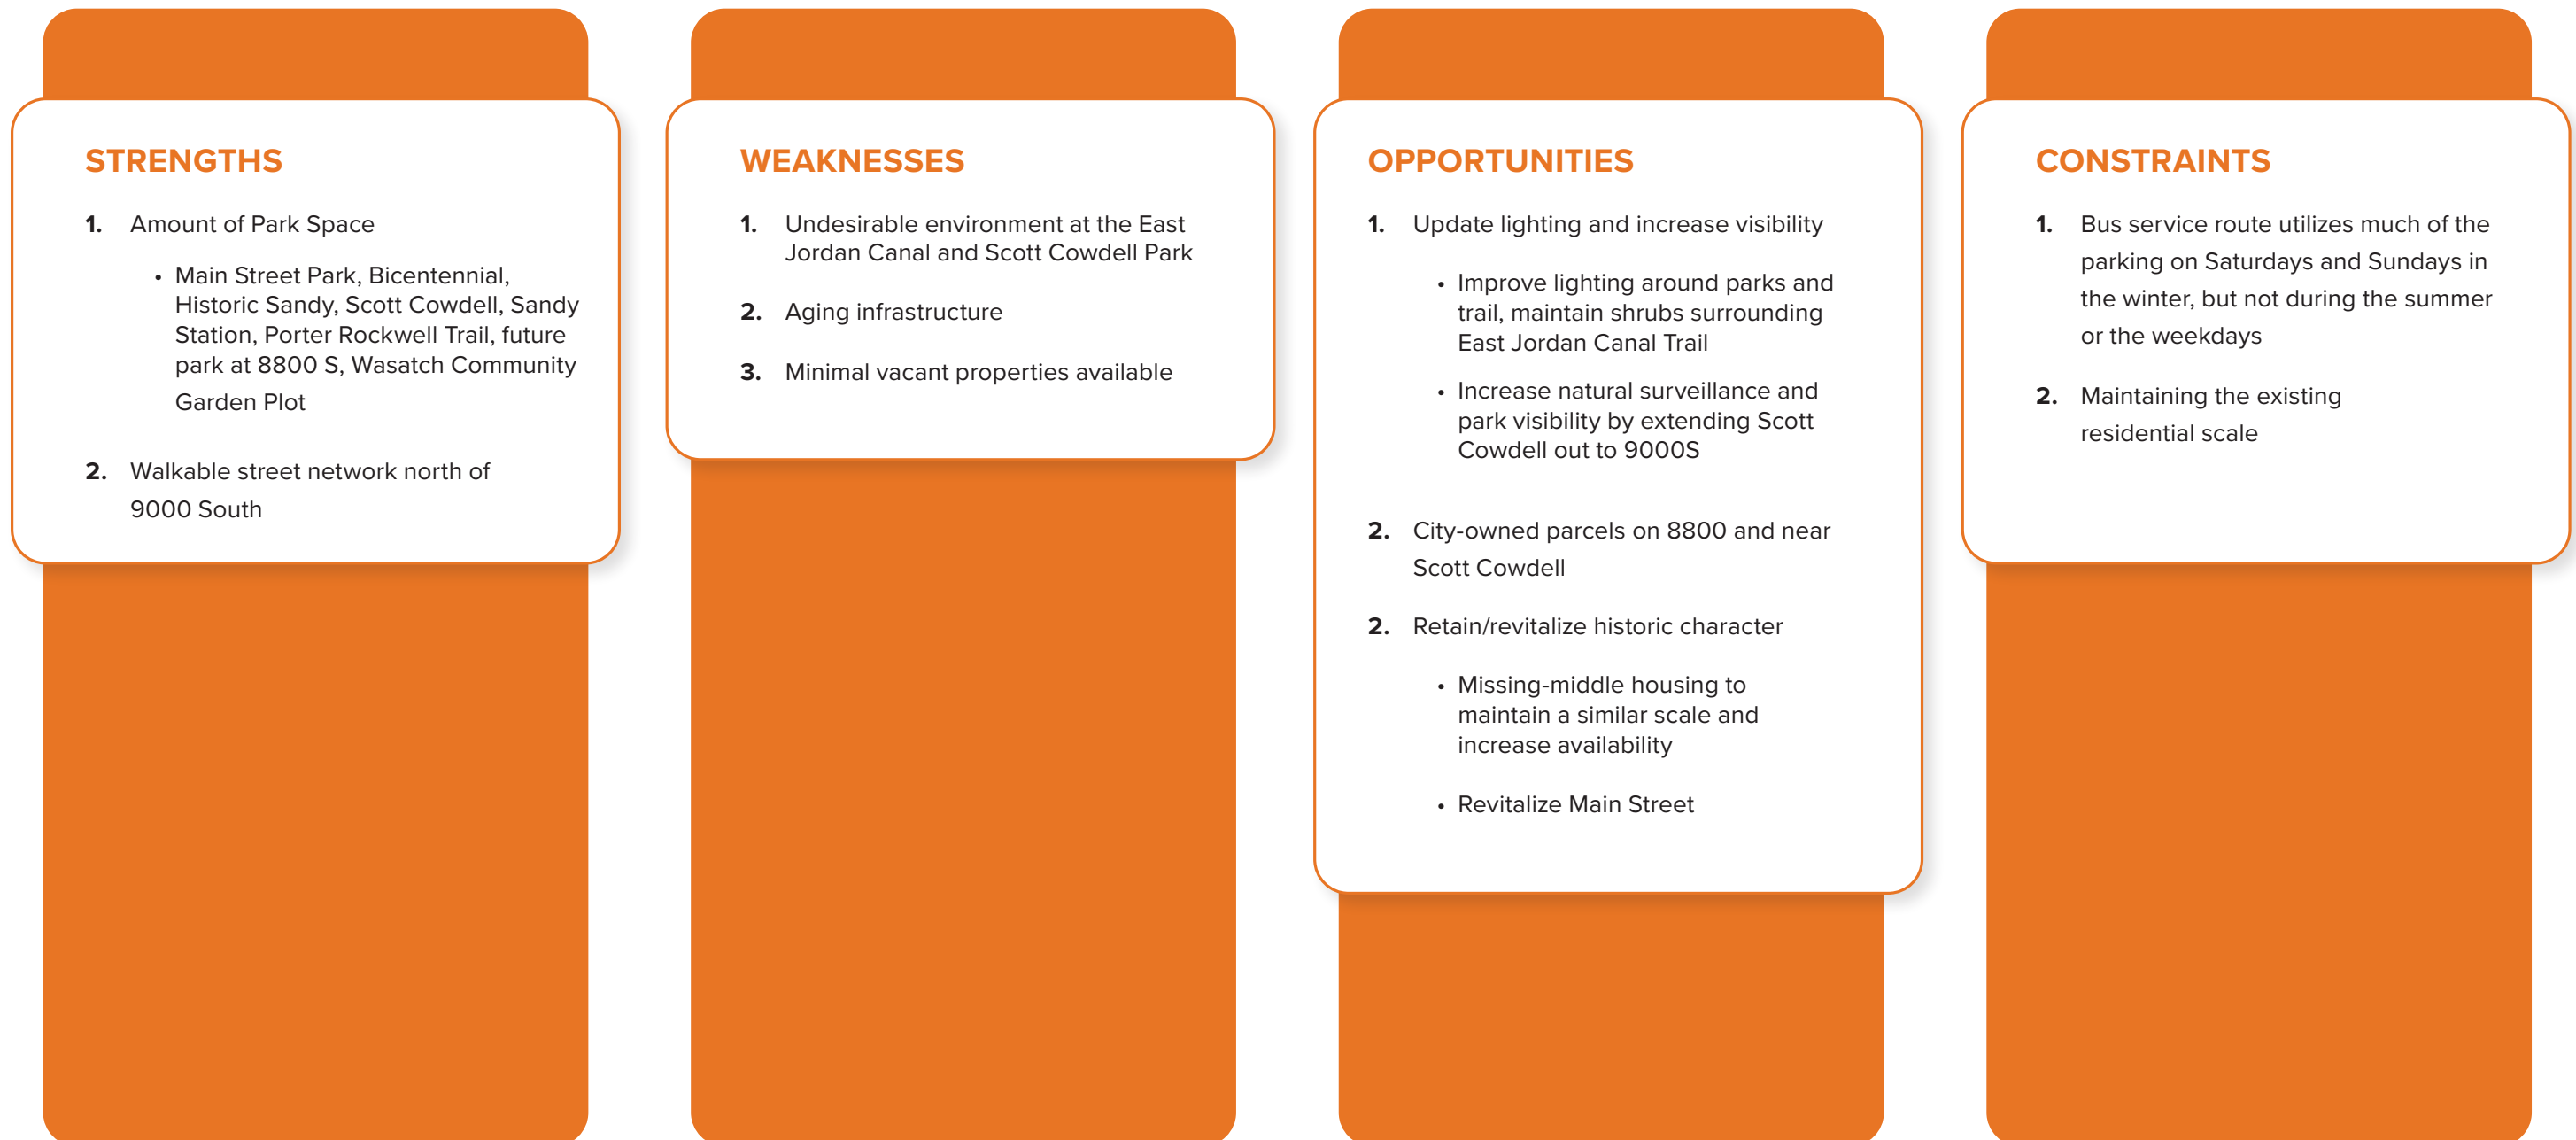 STRENGTHS
1. Amount of Park Space
• Main Street Park, Bicentennial,
Historic Sandy, Scott Cowdell, Sandy
Station, Porter Rockwell Trail, future
park at 8800 S, Wasatch Community
Garden Plot
2. Walkable street network north of
9000 South
WEAKNESSES
1. Undesirable environment at the East
Jordan Canal and Scott Cowdell Park
2. Aging infrastructure
3. Minimal vacant properties available
OPPORTUNITIES
1. Update lighting and increase visibility
• Improve lighting around parks and
trail, maintain shrubs surrounding
East Jordan Canal Trail
• Increase natural surveillance and
park visibility by extending Scott
Cowdell out to 9000S
2. City-owned parcels on 8800 and near
Scott Cowdell
2. Retain/revitalize historic character
• Missing-middle housing to
maintain a similar scale and
increase availability
• Revitalize Main Street
CONSTRAINTS
1. Bus service route utilizes much of the
parking on Saturdays and Sundays in
the winter, but not during the summer
or the weekdays
2. Maintaining the existing
residential scale